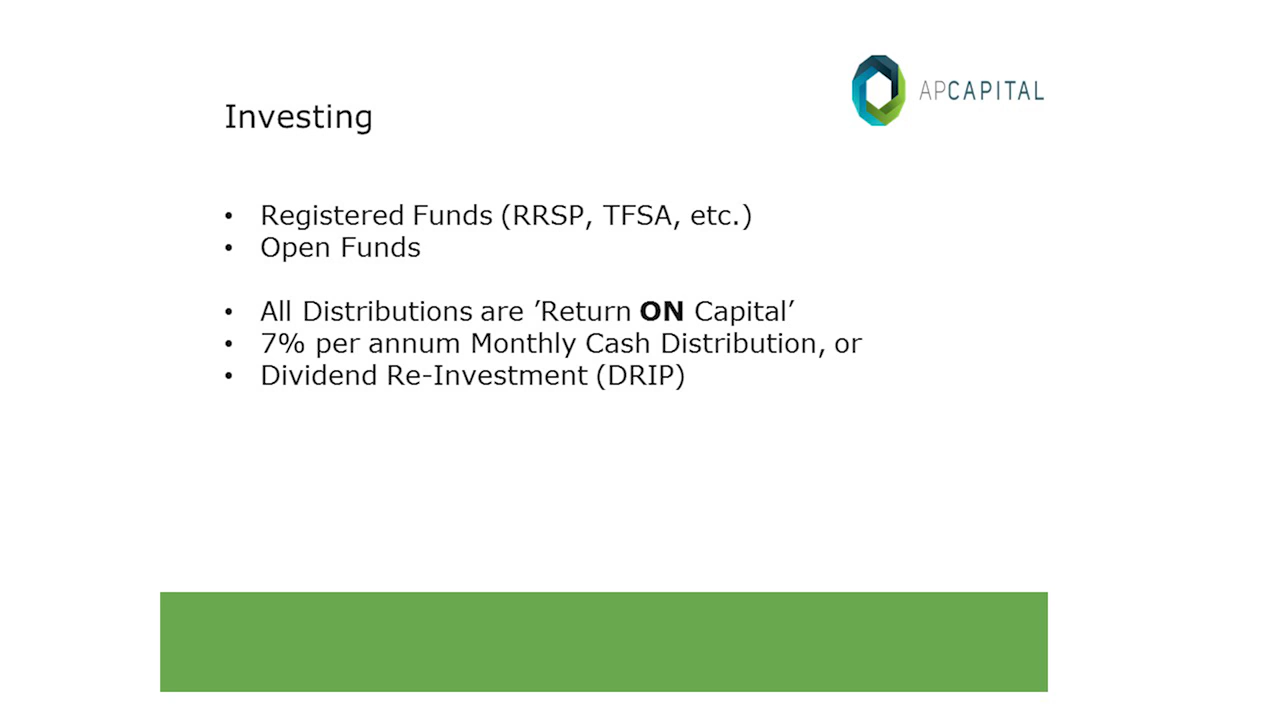 APCAPITAL
Investing
• Registered Funds (RRSP, TFSA, etc.)
• Open Funds
• All Distributions are ’Return ON Capital’
• 7% per annum Monthly Cash Distribution, or
• Dividend Re-Investment (DRIP)